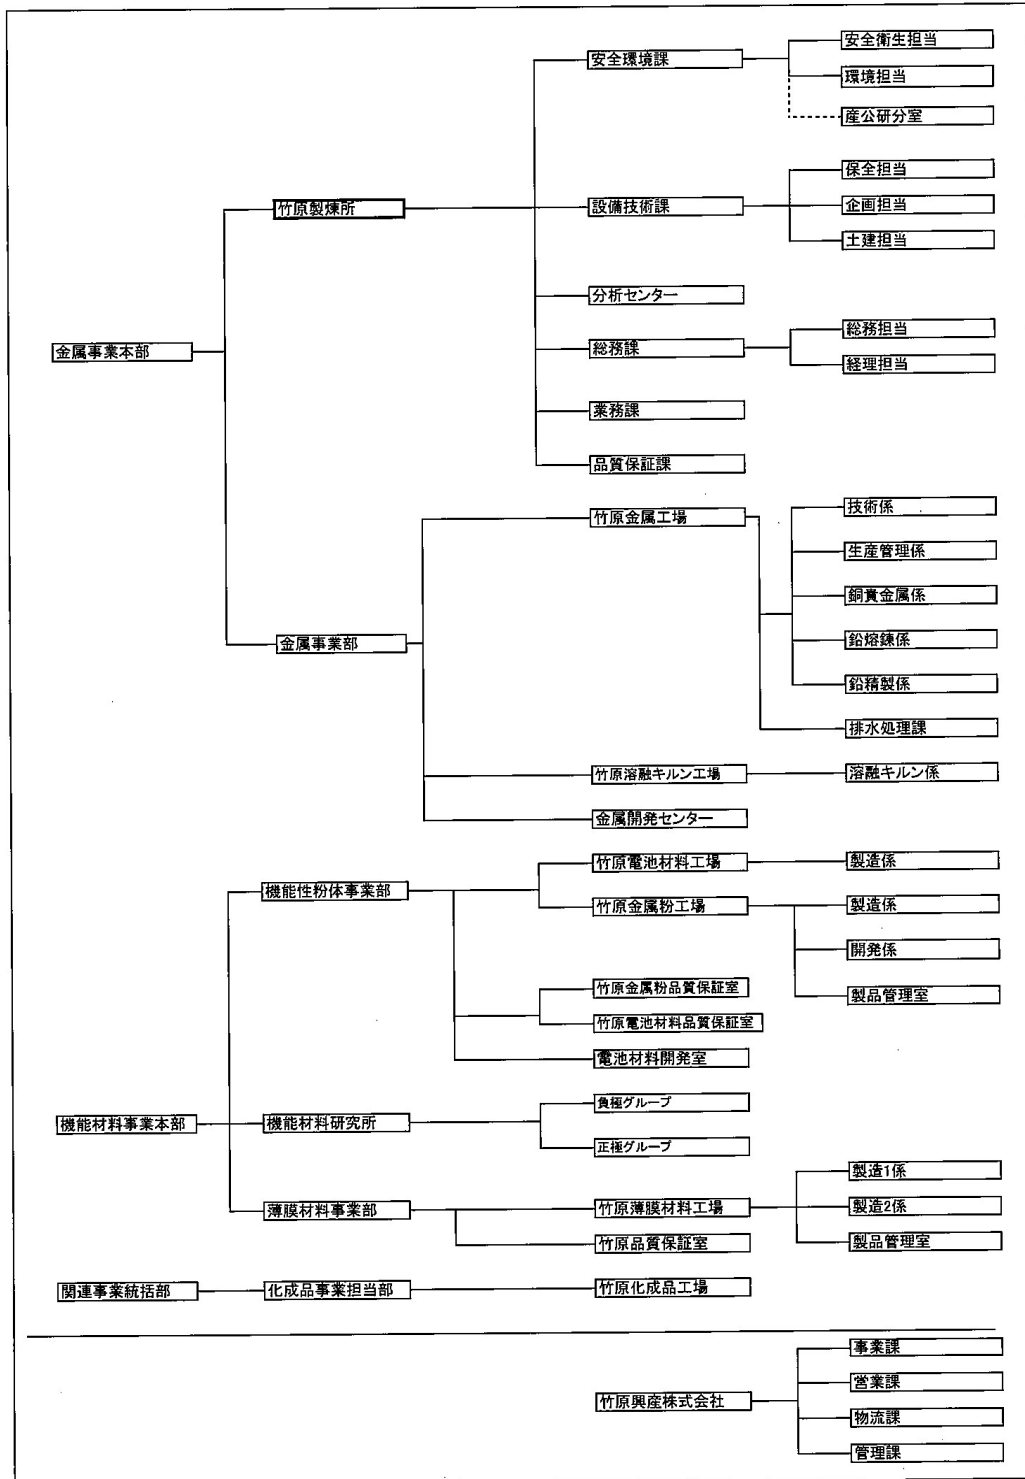 安全衛生担当
安全環境課
環境担当
産公研分室
保全担当
竹原製煉所
設備技術課
企画担当
土建担当
分析センター
総務担当
金属事業本部
総務課
経理担当
業務課
品質保証課
技術係
竹原金属工場
生産管理係
銅貴金属係
金属事業部
鉛熔錬係
鉛精製係
排水処理課
竹原溶融キルン工場
溶融キルン係
金属開発センター
竹原電池材料工場
製造係
機能性粉体事業部
竹原金属粉工場
製造係
開発係
竹原金属粉品質保証室
製品管理室
竹原電池材料品質保証室
電池材料開発室
負極グループ
機能材料事業本部
機能材料研究所
正極グループ
製造1係
薄膜材料事業部
竹原薄膜材料工場
製造2係
竹原品質保証室
製品管理室
関連事業統括部
化成品事業担当部
竹原化成品工場
事業課
営業課
竹原興産株式会社
物流課
管理課